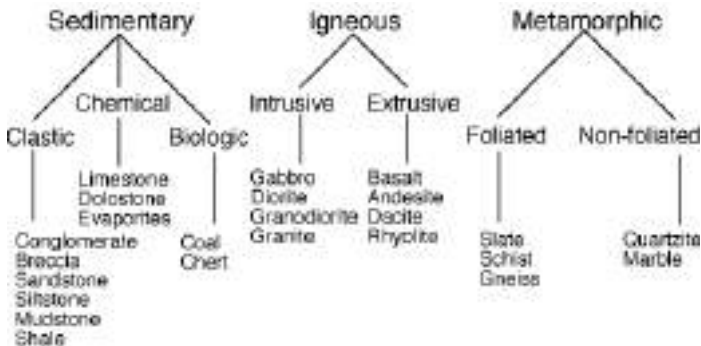 Sedimentary Igneous Metamorphic
Chemical Intrusive Extrusive
Clastic Biologic Foliated Non-foliated
Limestone
Dolostone
Evaporites
Gabbro
Diorite
Granodiorite
Granite
Basalt
Andesite
Dacite
Rhyolite
Conglomerate
Breccia
Sandstone
Siltstone
Mudstone
Shale
Coal
Chert
Slate
Schist
Gneiss
Quartzite
Marble